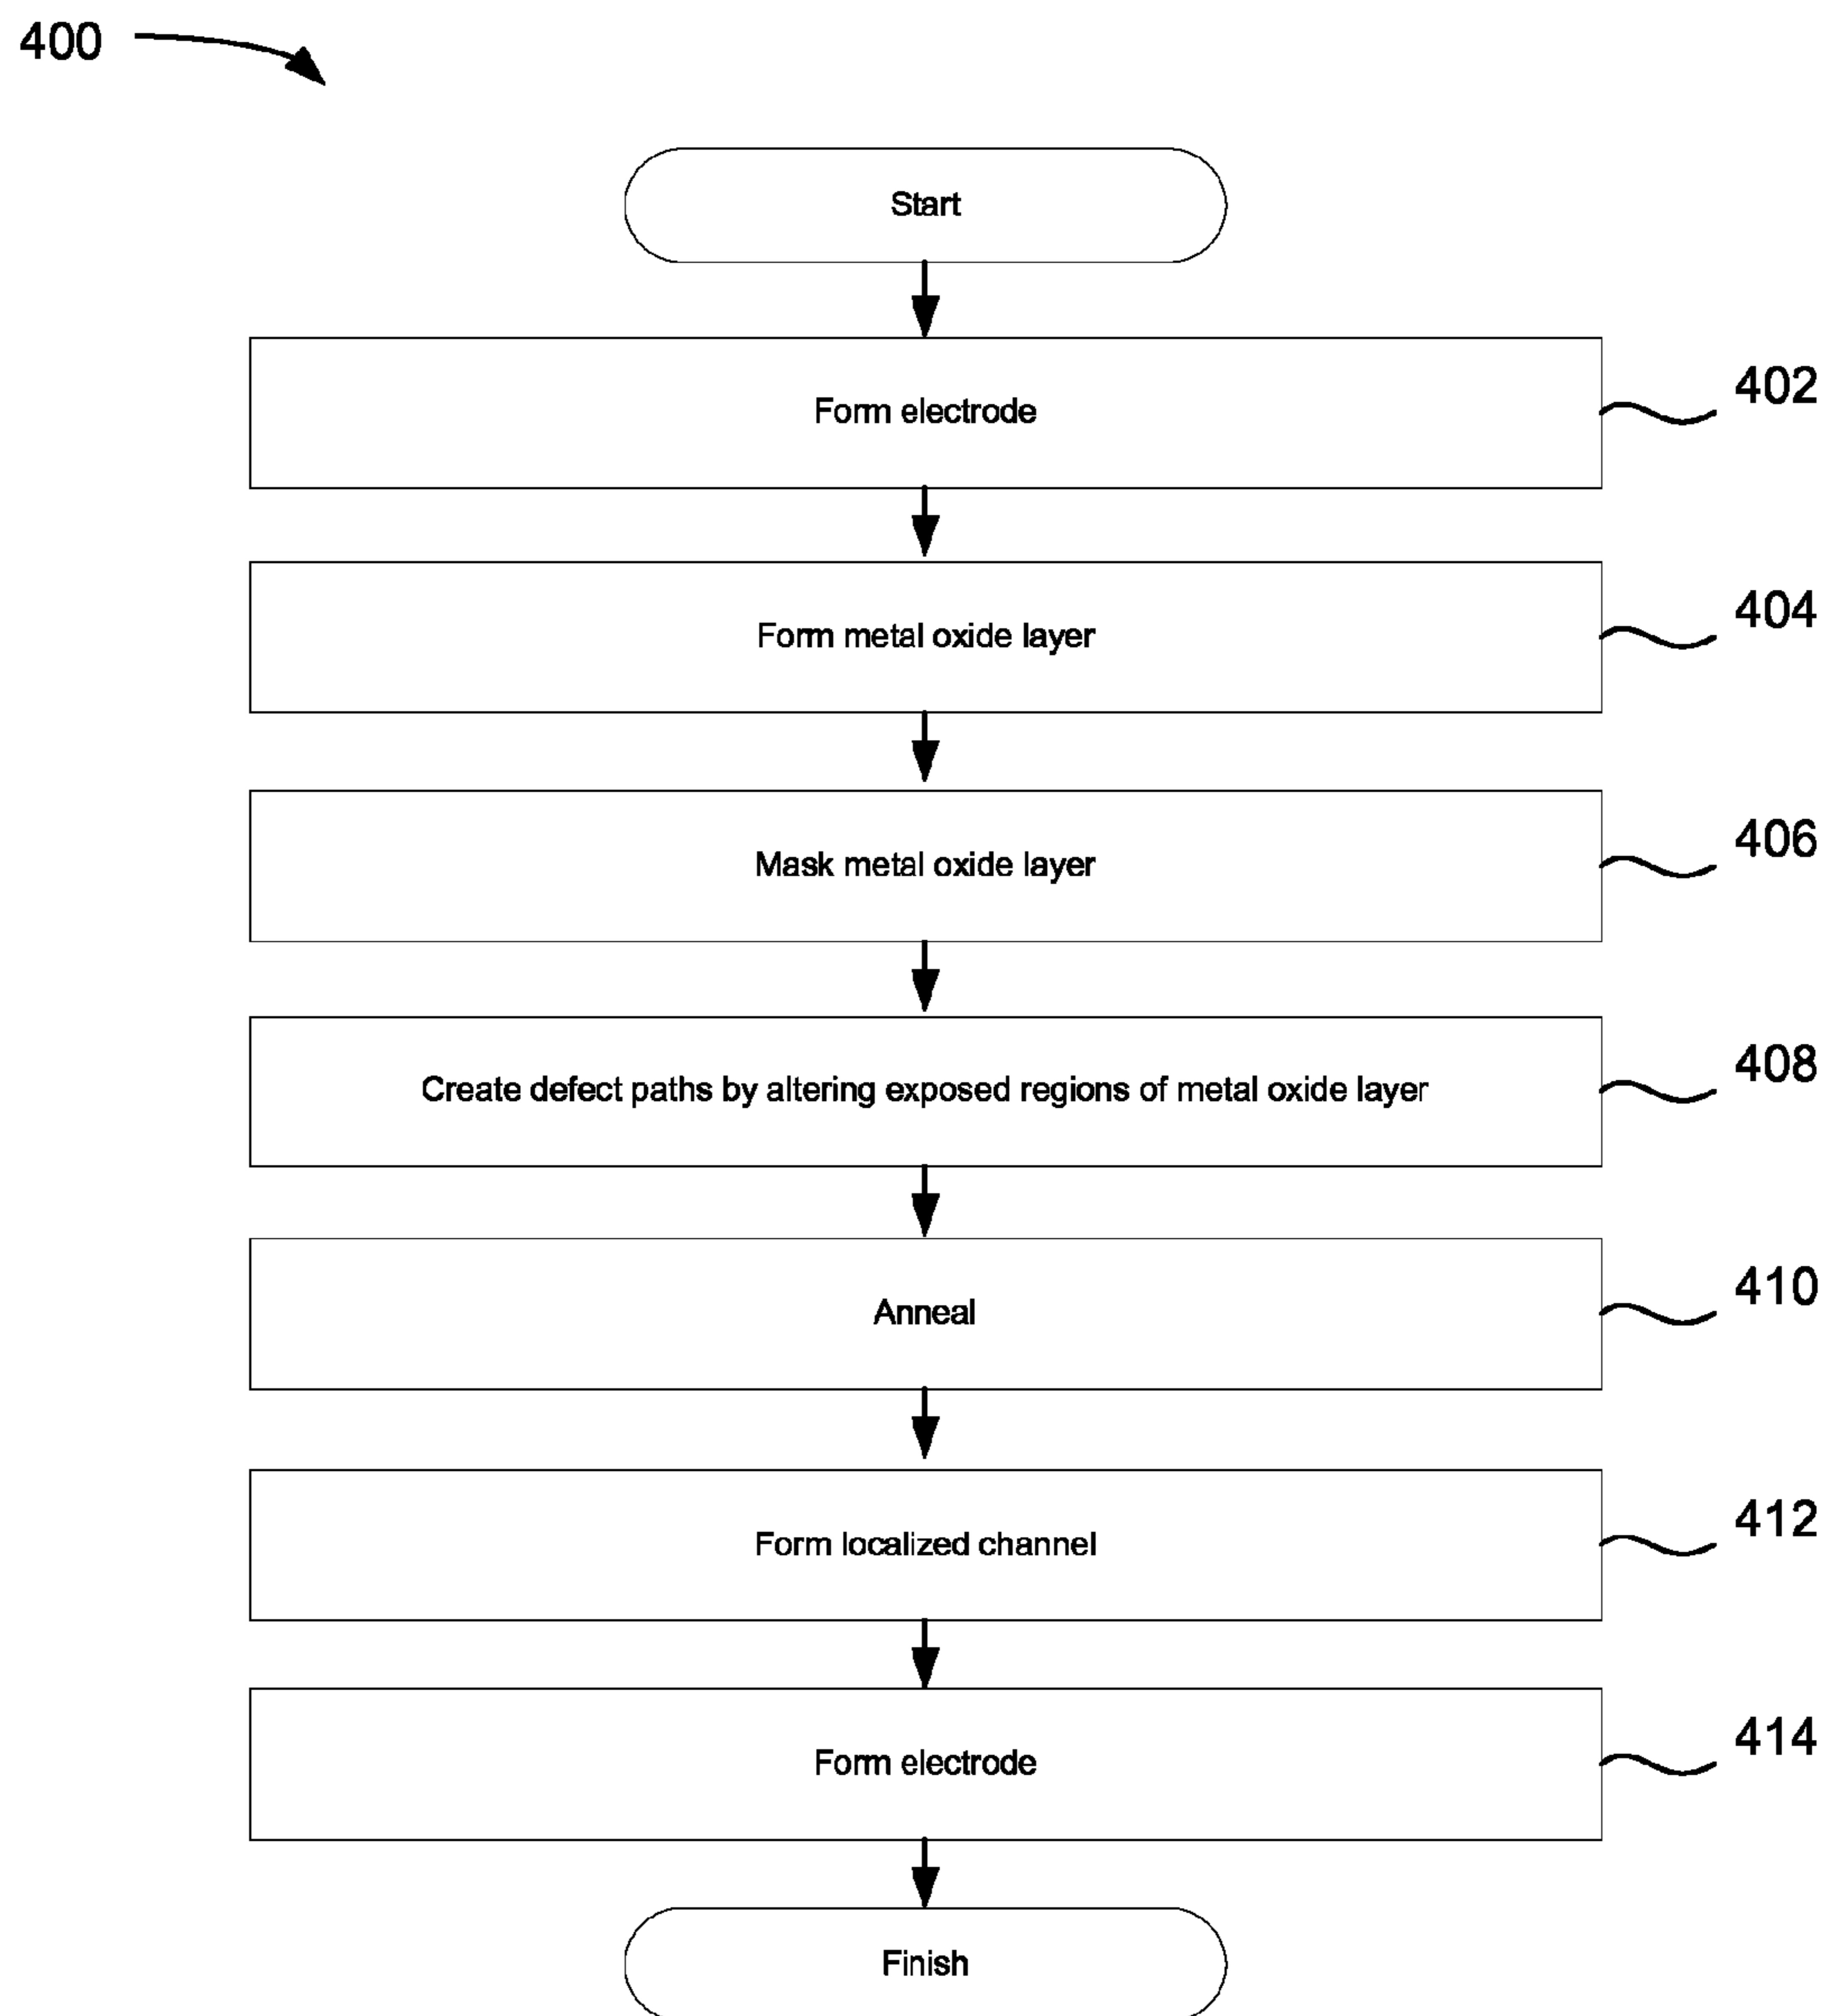 400
Start
Form electrode
402
Form metal oxide layer
404
Mask metal oxide layer
406
Create defect paths by altering exposed regions of metal oxide layer
408
Anneal
410
Form localized channel
412
Form electrode
414
Finish